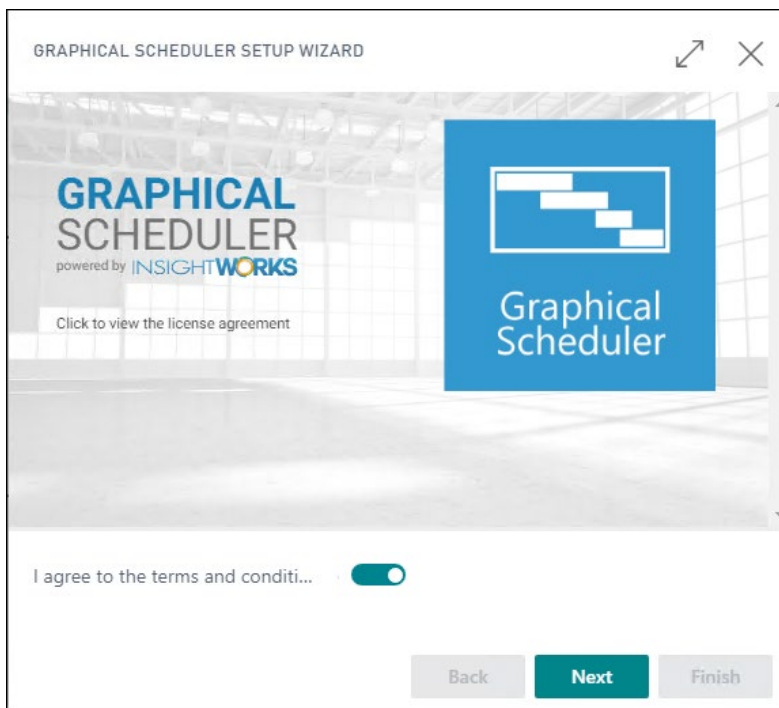 GRAPHICAL SCHEDULER SETUP WIZARD
GRAPHICAL
SCHEDULER
powered by INSIGHTWORKS
Click to view the license agreement
Graphical
Scheduler
I agree to the terms and conditi...
Back
Next
Finish